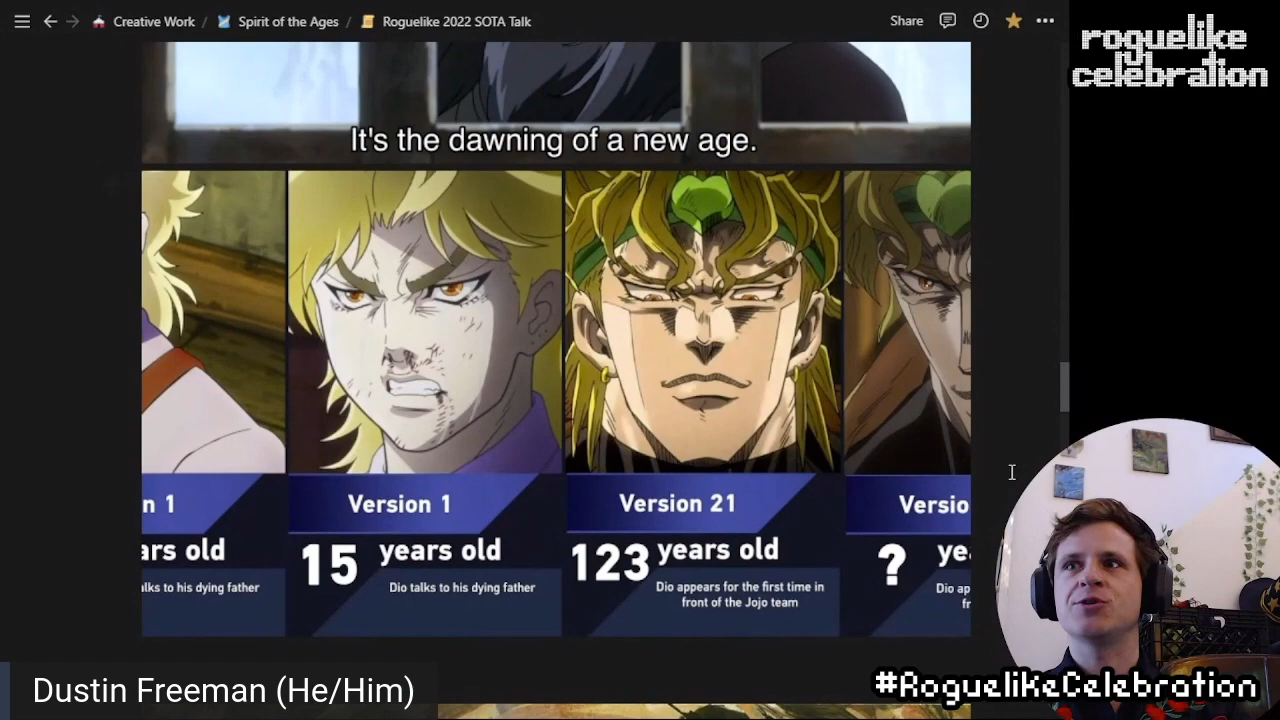 Creative Work / Spirit of the Ages / Roguelike 2022 SOTA Talk
Share
roguelike
celebration
It's the dawning of a new age.
n 1
Version 1
Version 21
Versio
ars old
15 years old
123 years old
? ye
alks to his dying father
Dio talks to his dying father
Dio appears for the first time in
front of the Jojo team
Dio ap
fr
Dustin Freeman (He/Him)
#RoguelikeCelebration